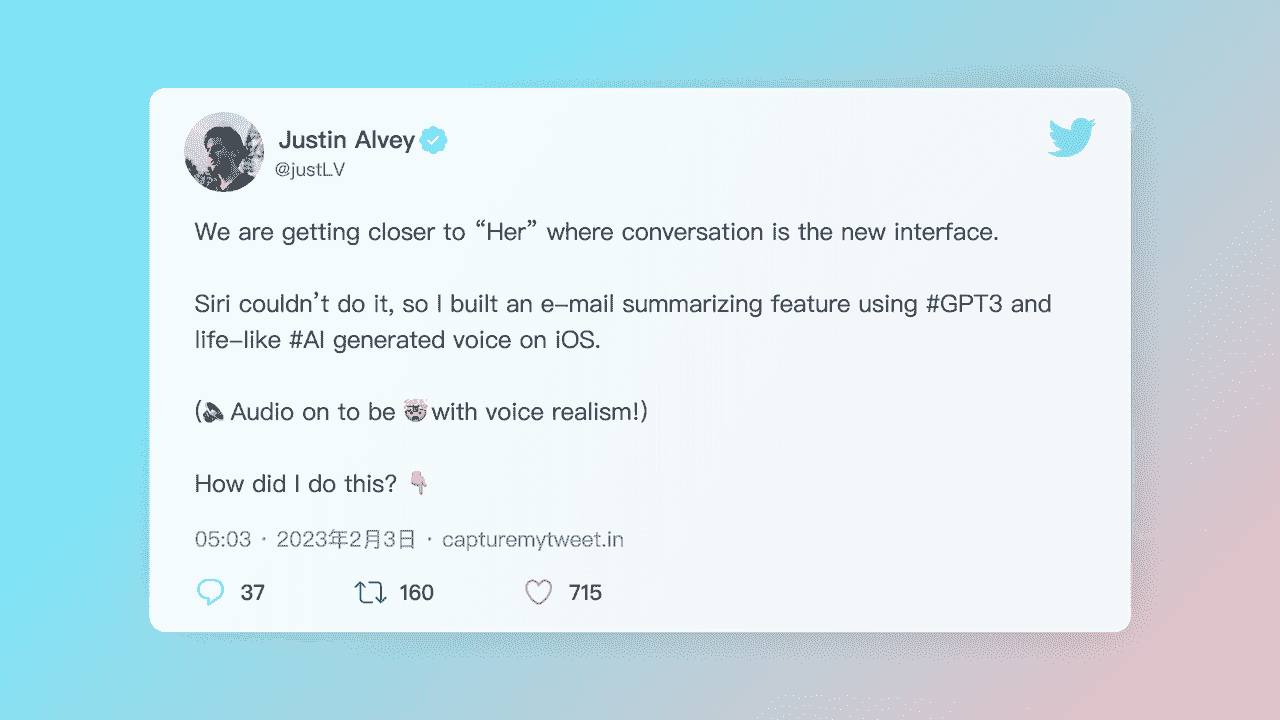 Justin Alvey
@justLV
We are getting closer to “Her” where conversation is the new interface.
Siri couldn’t do it, so I built an e–mail summarizing feature using #GPT3 and
life–like #AI generated voice on iOS.
(🔈 Audio on to be 🤯 with voice realism!)
How did I do this? 👇
05:03 · 2023年2月3日 · capturemytweet.in
37 160 715